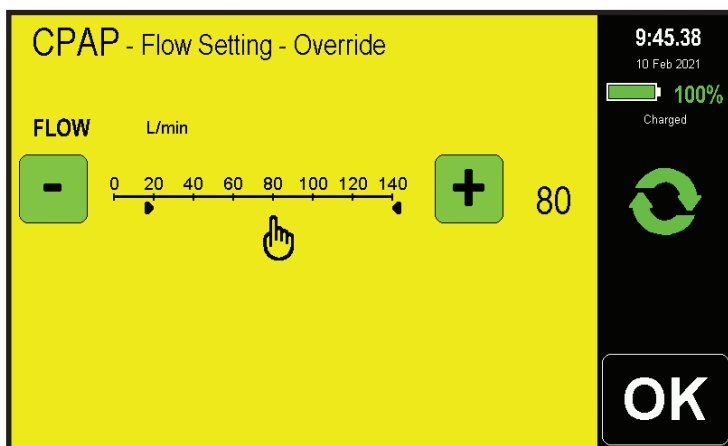 CPAP - Flow Setting - Override
9:45.38
10 Feb 2021
100%
Charged
FLOW L/min
- 0 20 40 60 80 100 120 140 + 80
OK